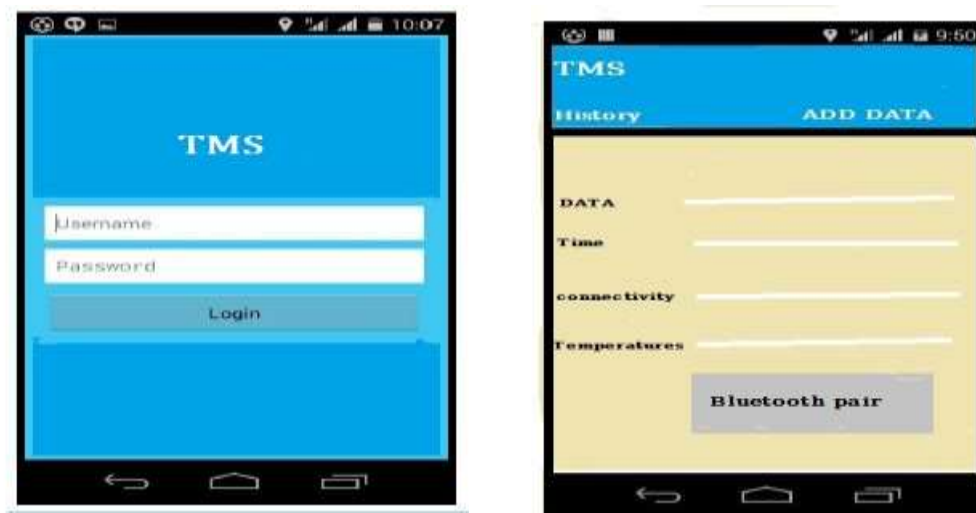 10:07
TMS
Username
Password
Login
9:50
TMS
History ADD DATA
DATA
Time
connectivity
Temperatures
Bluetooth pair